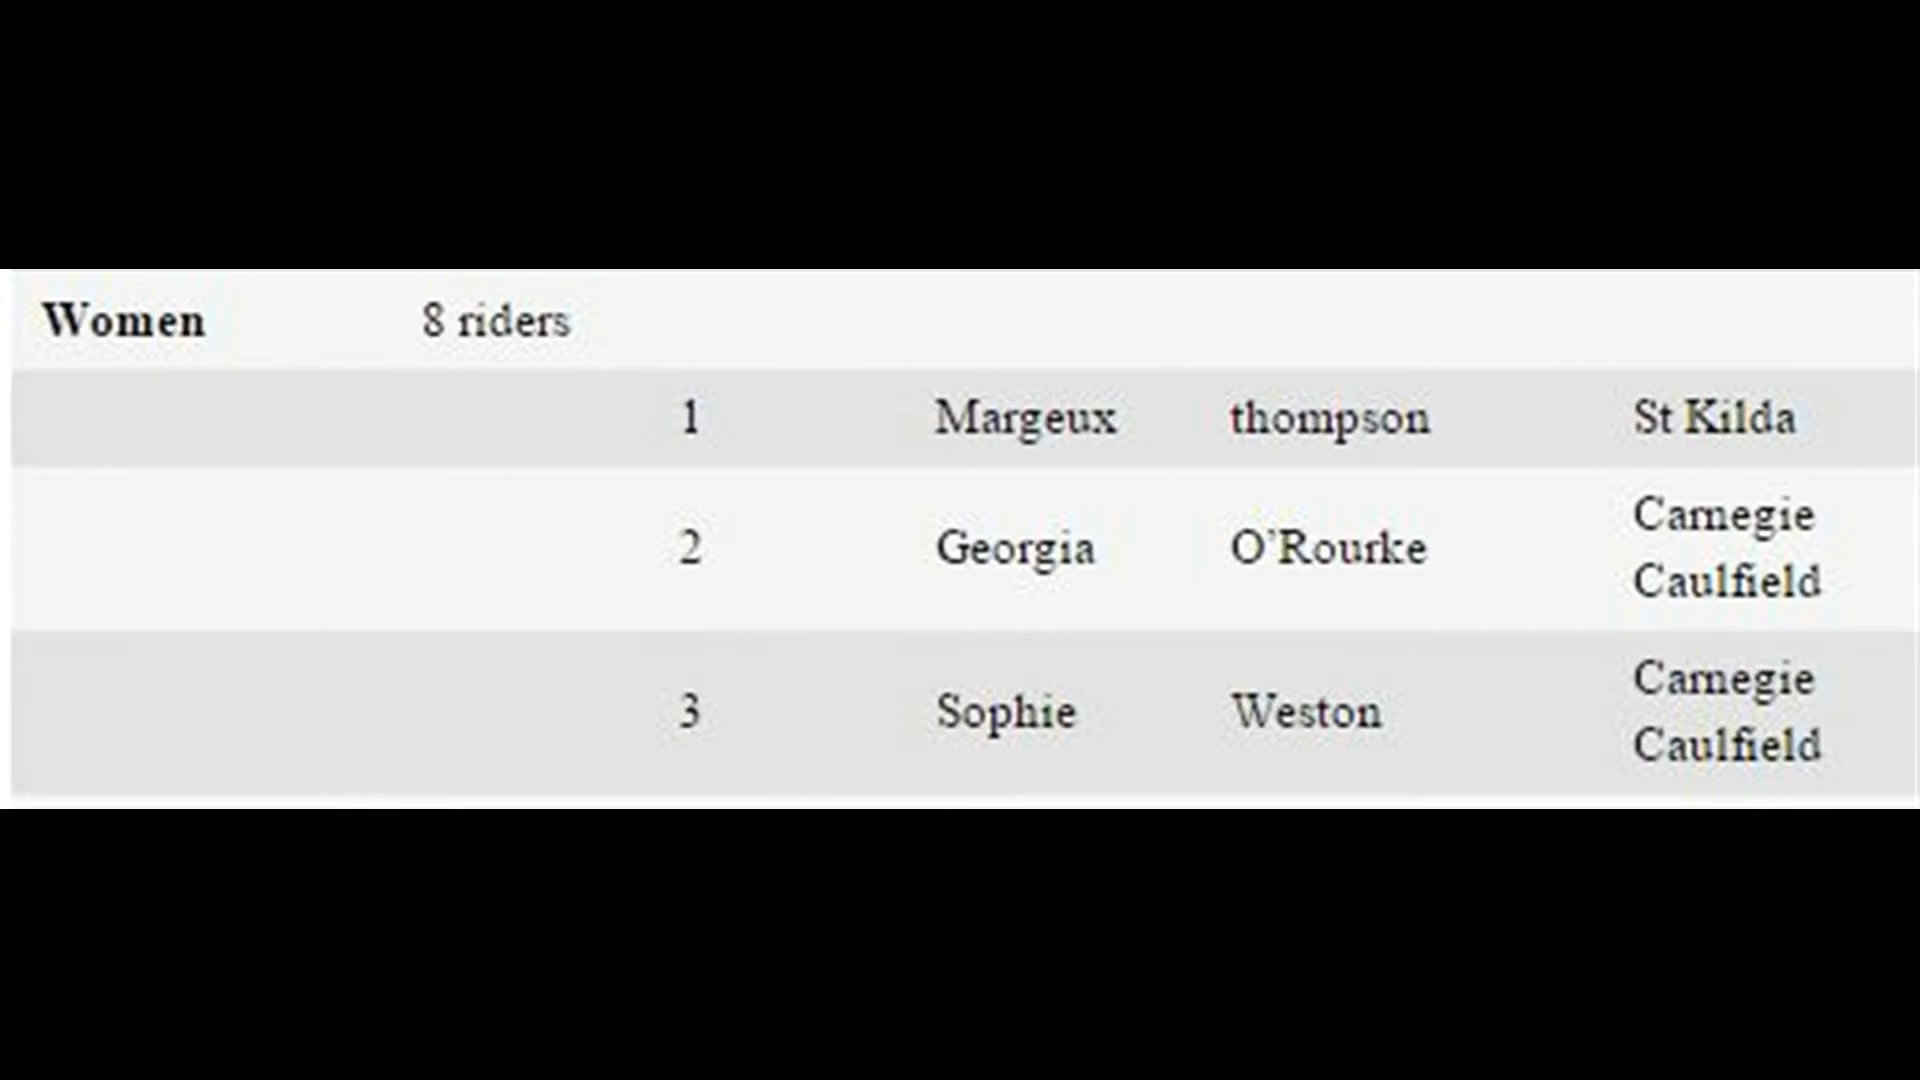 Women 8 riders
1 Margeux thompson St Kilda
2 Georgia O'Rourke Carnegie
Caulfield
3 Sophie Weston Carnegie
Caulfield